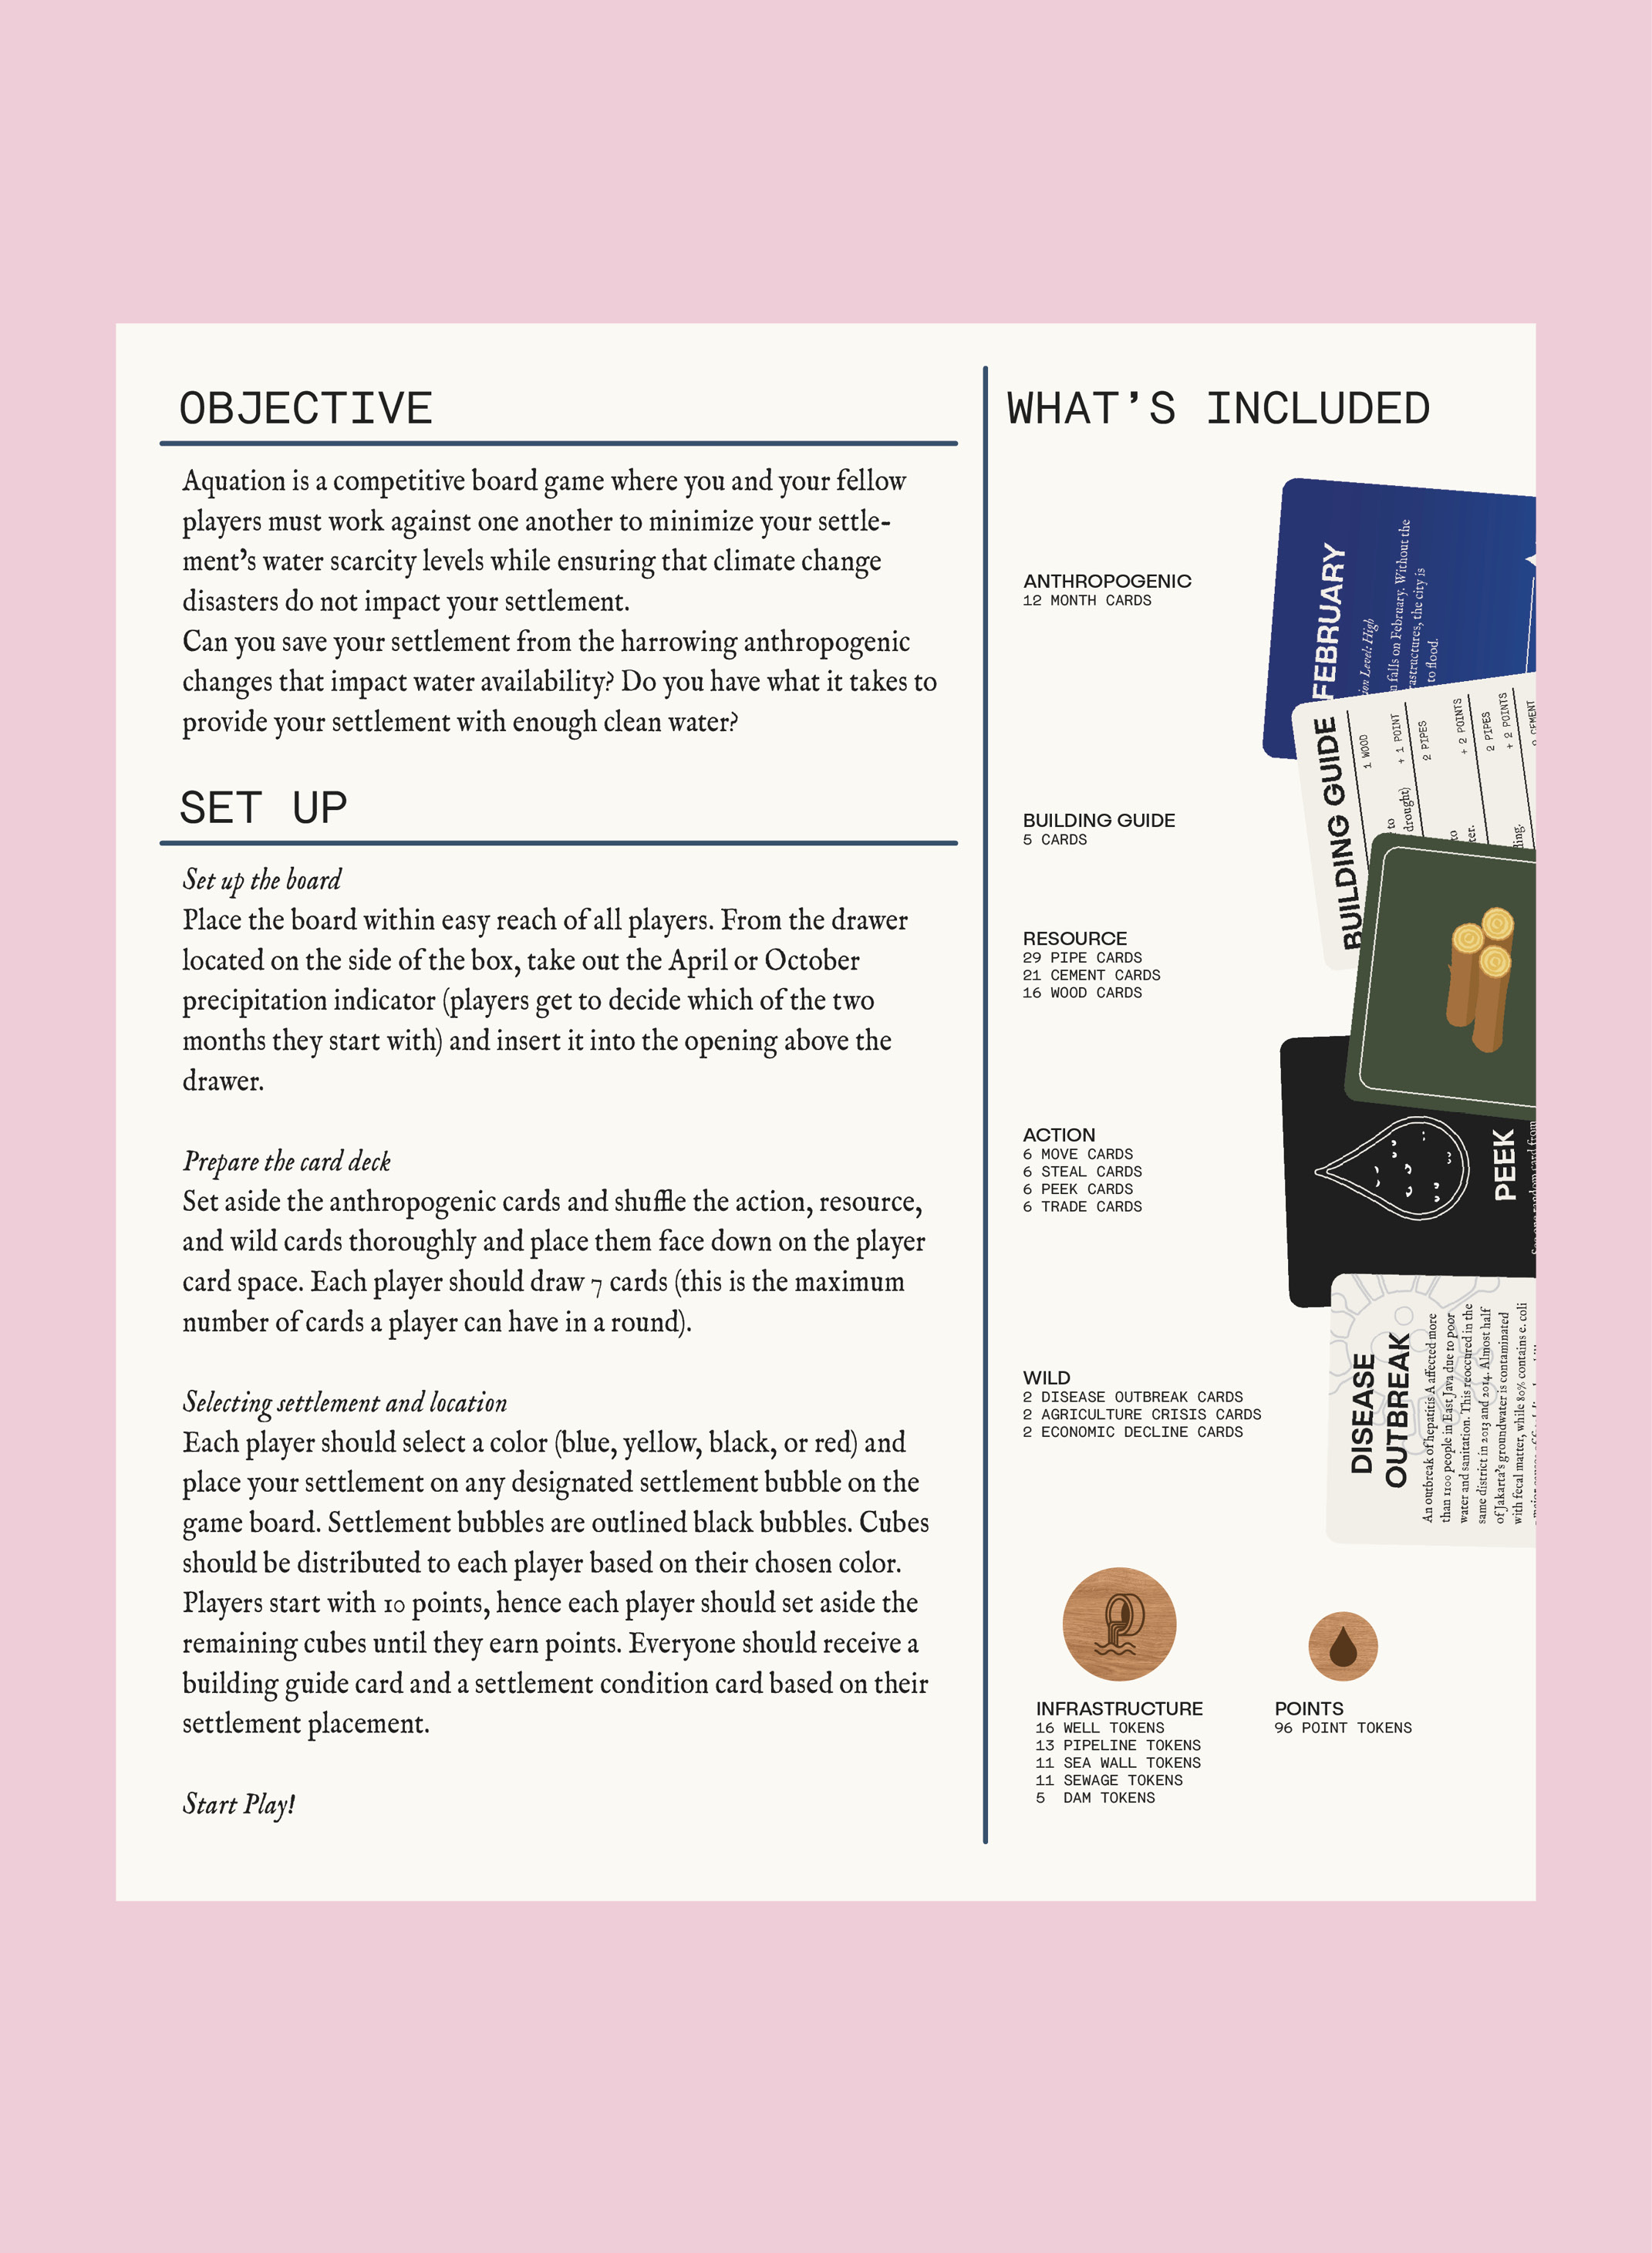 OBJECTIVE
Aquation is a competitive board game where you and your fellow
players must work against one another to minimize your settle-
ment's water scarcity levels while ensuring that climate change
disasters do not impact your settlement.
Can you save your settlement from the harrowing anthropogenic
changes that impact water availability? Do you have what it takes to
provide your settlement with enough clean water?
SET UP
Set up the board
Place the board within easy reach of all players. From the drawer
located on the side of the box, take out the April or October
precipitation indicator (players get to decide which of the two
months they start with) and insert it into the opening above the
drawer.
Prepare the card deck
Set aside the anthropogenic cards and shuffle the action, resource,
and wild cards thoroughly and place them face down on the player
card space. Each player should draw 7 cards (this is the maximum
number of cards a player can have in a round).
Selecting settlement and location
Each player should select a color (blue, yellow, black, or red) and
place your settlement on any designated settlement bubble on the
game board. Settlement bubbles are outlined black bubbles. Cubes
should be distributed to each player based on their chosen color.
Players start with 10 points, hence each player should set aside the
remaining cubes until they earn points. Everyone should receive a
building guide card and a settlement condition card based on their
settlement placement.
Start Play!
WHAT'S INCLUDED
ANTHROPOGENIC
12 MONTH CARDS
BUILDING GUIDE
5 CARDS
RESOURCE
29 PIPE CARDS
21 CEMENT CARDS
16 WOOD CARDS
ACTION
6 MOVE CARDS
6 STEAL CARDS
6 PEEK CARDS
6 TRADE CARDS
WILD
2 DISEASE OUTBREAK CARDS
2 AGRICULTURE CRISIS CARDS
2 ECONOMIC DECLINE CARDS
INFRASTRUCTURE
16 WELL TOKENS
13 PIPELINE TOKENS
11 SEA WALL TOKENS
11 SEWAGE TOKENS
5 DAM TOKENS
POINTS
96 POINT TOKENS
FEBRUARY
Level: High
falls on February. Without the
the city is
to flood.
BUILDING GUIDE
1 WOOD
to
+ 1 POINT
drought)
2 PIPES
+ 2 POINTS
2 PIPES
+ 2 POINTS
PEEK
DISEASE
OUTBREAK
An outbreak of hepatitis A affected more
than 1100 people in East Java due to poor
water and sanitation. This reoccured in the
same district in 2013 and 2014. Almost half
of Jakarta's groundwater is contaminated
with fecal matter, while 80% contains e. coli